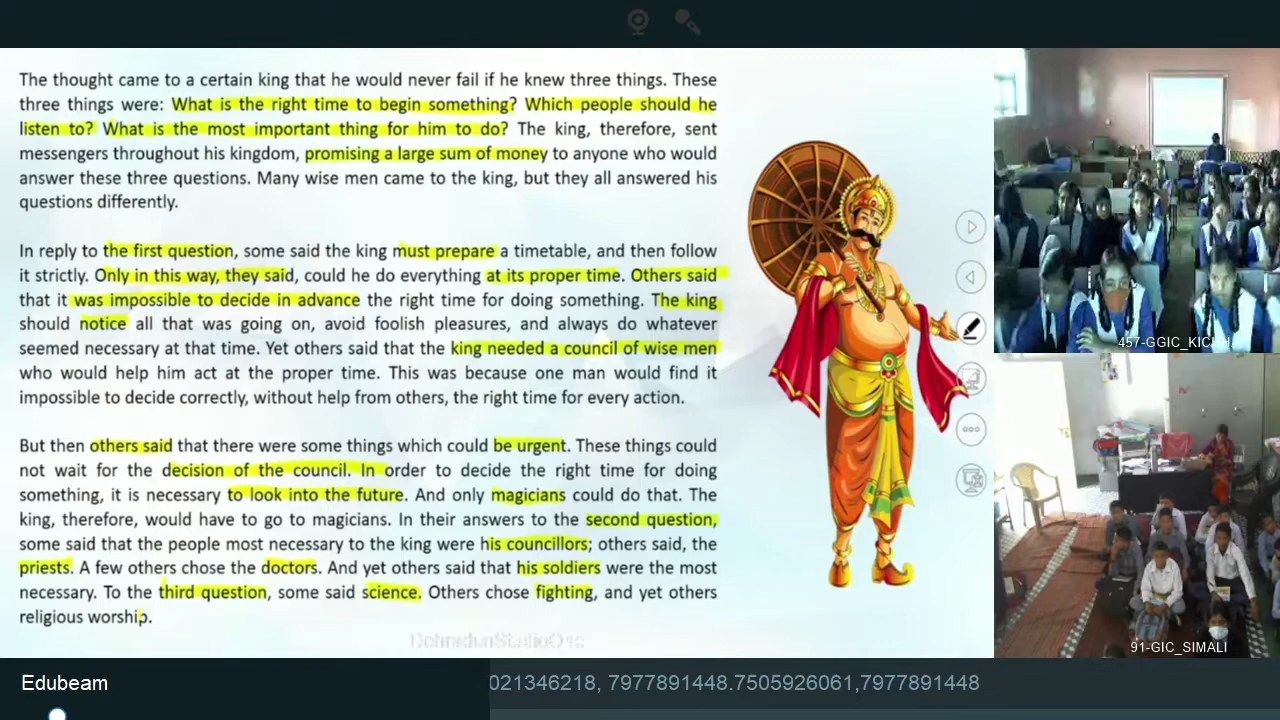 The thought came to a certain king that he would never fail if he knew three things. These
three things were: What is the right time to begin something? Which people should he
listen to? What is the most important thing for him to do? The king, therefore, sent
messengers throughout his kingdom, promising a large sum of money to anyone who would
answer these three questions. Many wise men came to the king, but they all answered his
questions differently.
In reply to the first question, some said the king must prepare a timetable, and then follow
it strictly. Only in this way, they said, could he do everything at its proper time. Others said
that it was impossible to decide in advance the right time for doing something. The king
should notice all that was going on, avoid foolish pleasures, and always do whatever
seemed necessary at that time. Yet others said that the king needed a council of wise men
who would help him act at the proper time. This was because one man would find it
impossible to decide correctly, without help from others, the right time for every action.
But then others said that there were some things which could be urgent. These things could
not wait for the decision of the council. In order to decide the right time for doing
something, it is necessary to look into the future. And only magicians could do that. The
king, therefore, would have to go to magicians. In their answers to the second question,
some said that the people most necessary to the king were his councillors; others said, the
priests. A few others chose the doctors. And yet others said that his soldiers were the most
necessary. To the third question, some said science. Others chose fighting, and yet others
religious worship.
DehradunStudioOne
457-GGIC_KICHHA
91-GIC_SIMALI
Edubeam
021346218, 7977891448.7505926061,7977891448